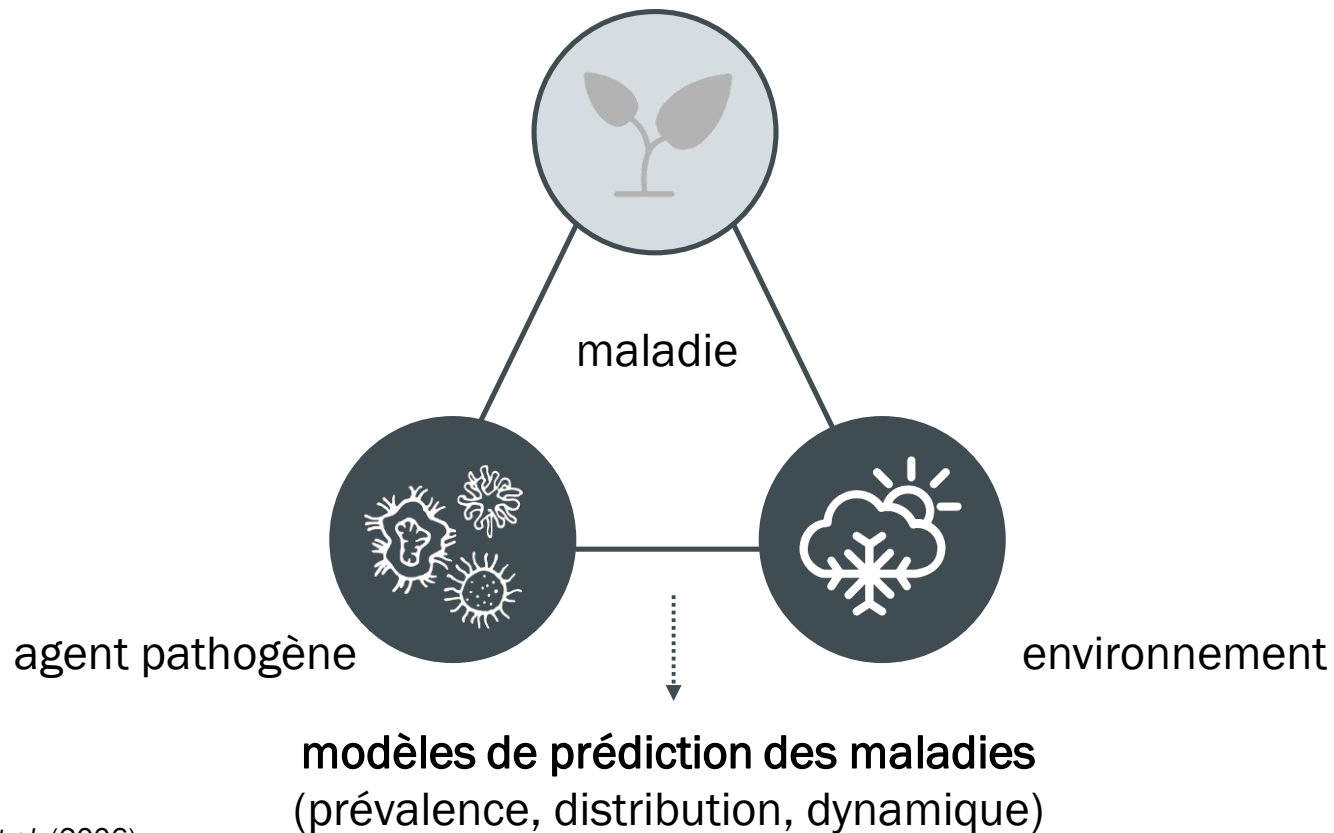 maladie
agent pathogène
environnement
modèles de prédiction des maladies
(prévalence, distribution, dynamique)